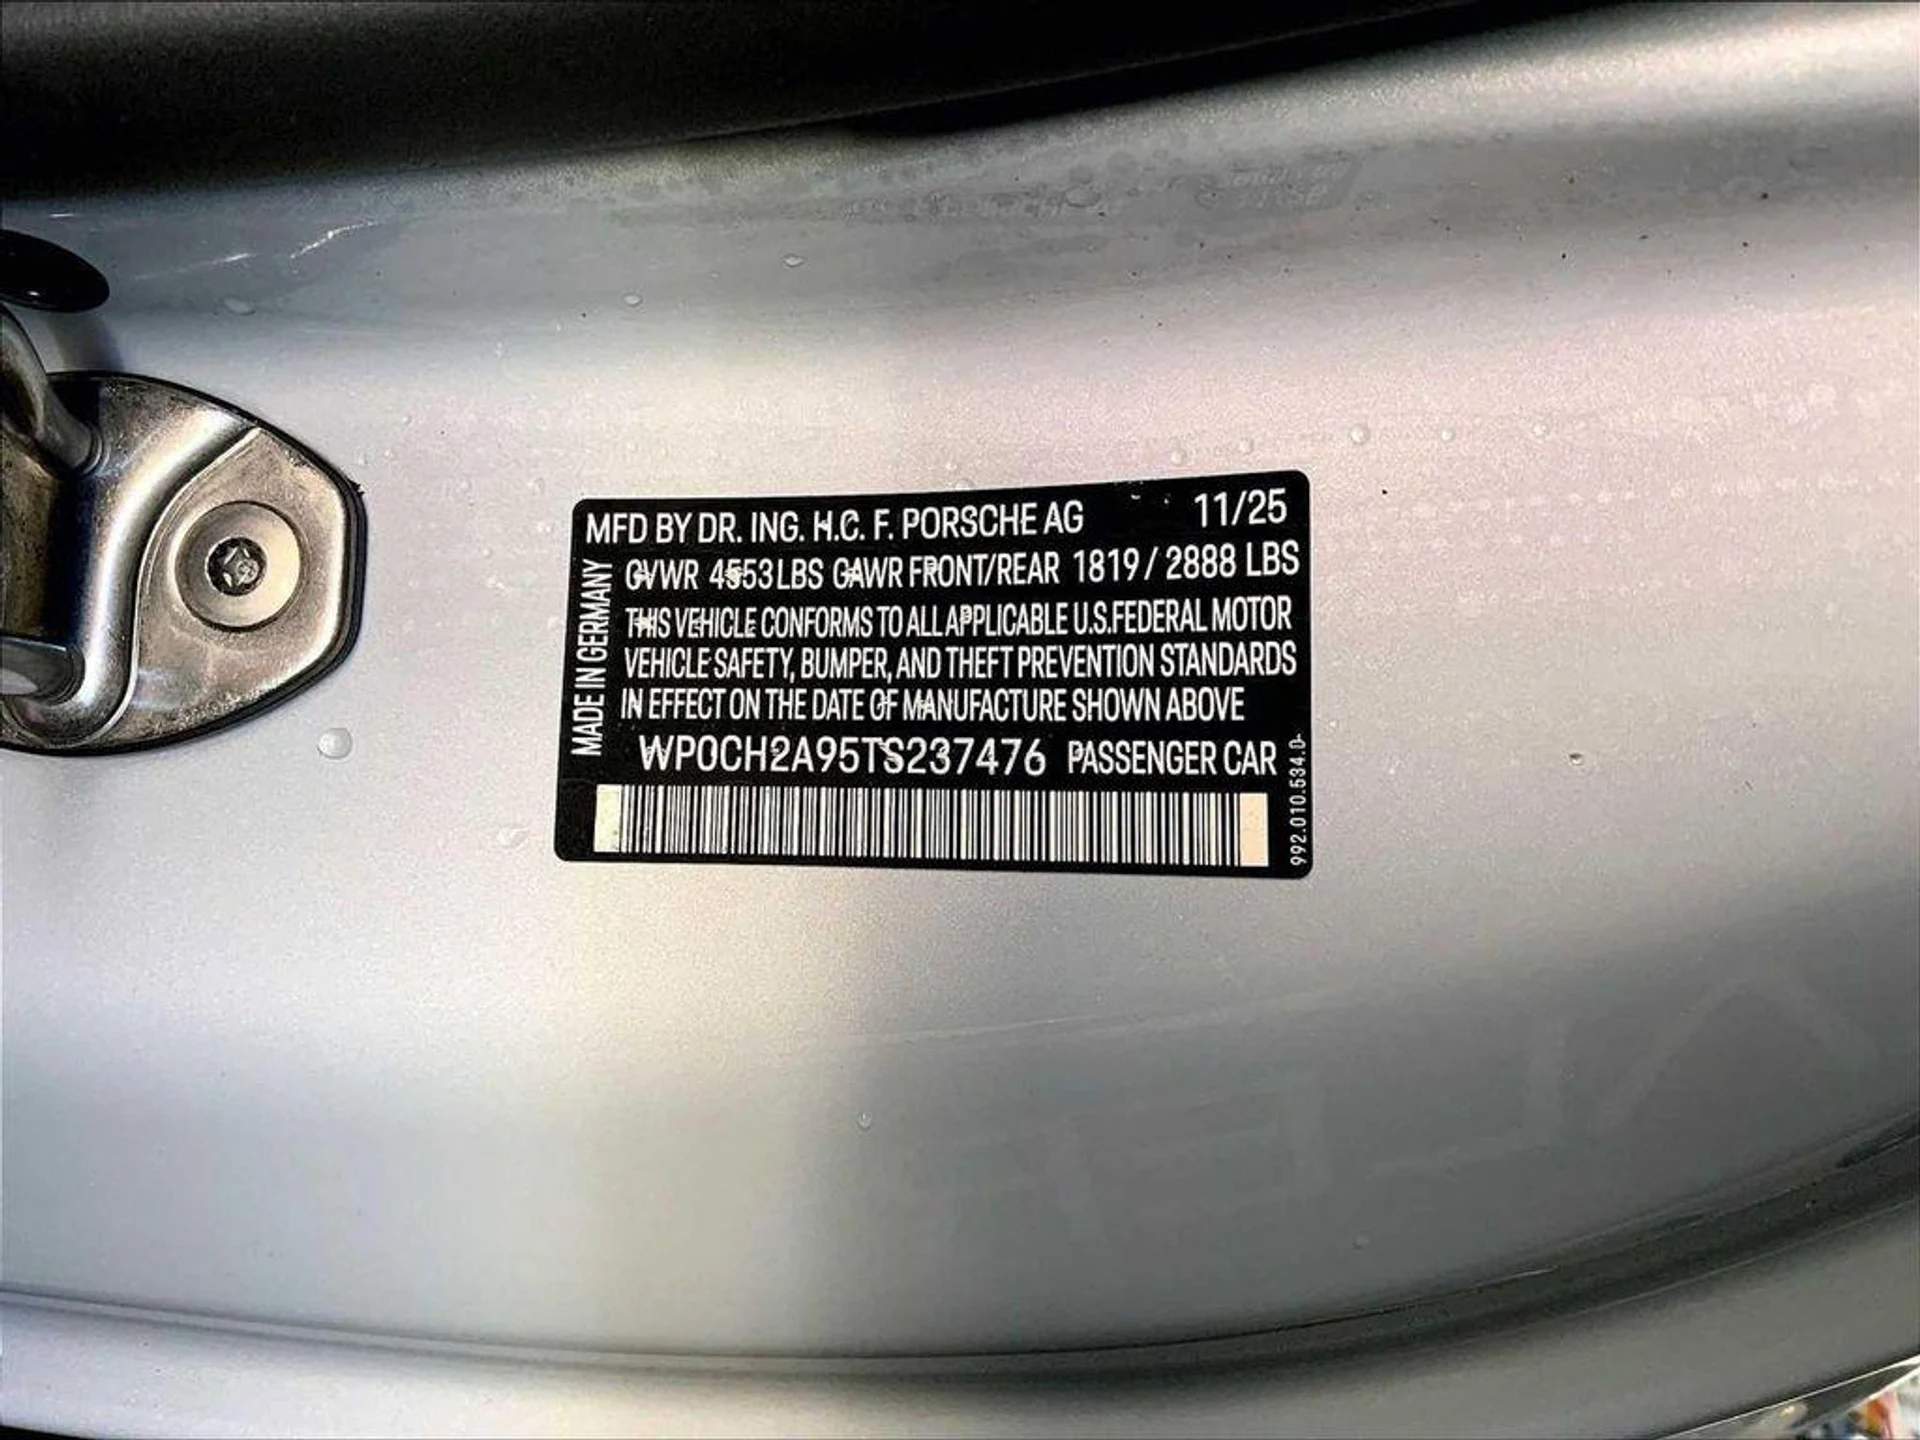 MFD BY DR. ING. H.C. F. PORSCHE AG 11/25
GVWR 4553 LBS GAWR FRONT/REAR 1819 / 2888 LBS
THIS VEHICLE CONFORMS TO ALL APPLICABLE U.S. FEDERAL MOTOR
VEHICLE SAFETY, BUMPER, AND THEFT PREVENTION STANDARDS
IN EFFECT ON THE DATE OF MANUFACTURE SHOWN ABOVE
WP0CH2A95TS237476 PASSENGER CAR
MADE IN GERMANY
992.010.534.0-